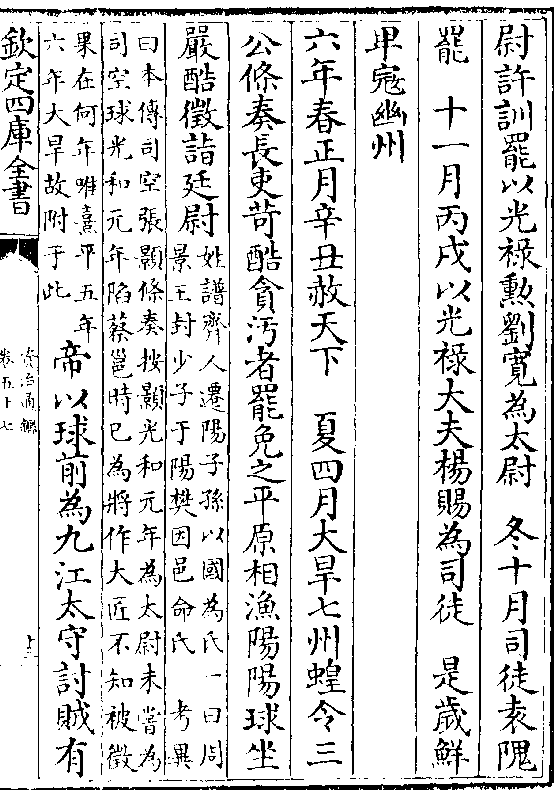 尉許訓罷以光祿勲劉寛為太尉　冬十月司徒袁隗
罷　十一月丙戌以光祿大夫楊賜為司徒　是歲鮮
卑寇幽州
六年春正月辛丑赦天下　夏四月大旱七州蝗令三
公條奏長吏苛酷貪汚者罷免之平原相漁陽陽球坐
嚴酷徵詣廷尉
姓譜齊人遷陽子孫以國為氏一曰周
景王封少子于陽樊因邑命氏　考異
曰本傳司空張顥條奏按顥光和元年為太尉未嘗為
司空球光和元年陷蔡邕時已為將作大匠不知被徵
果在何年唯熹平五年
六年大旱故附于此
帝以球前為九江太守討賊有
欽定四庫全書
資治通鑑
卷五十七